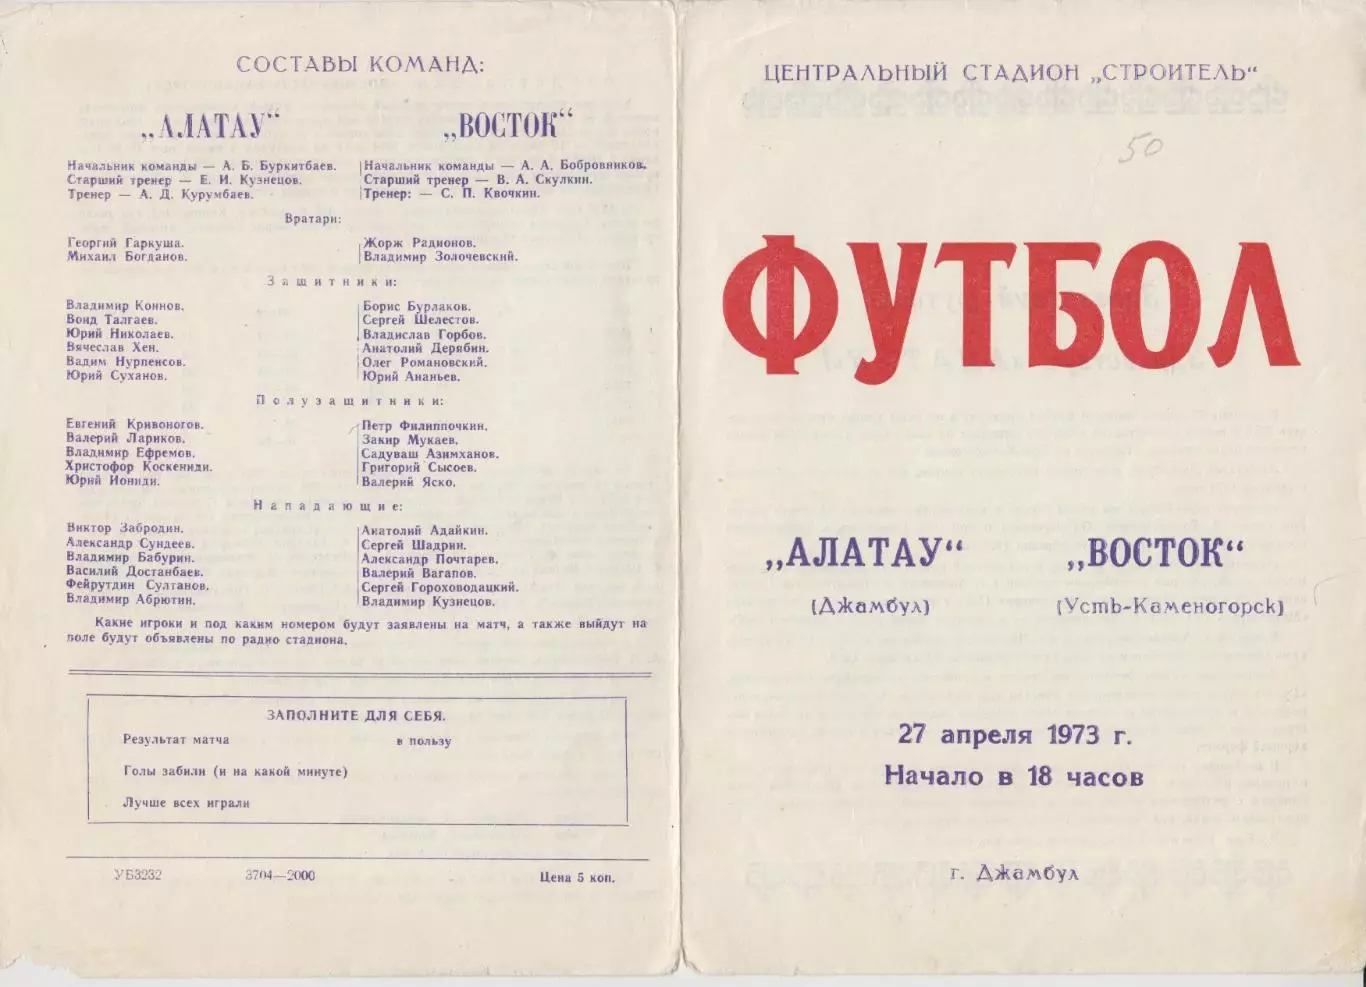 СОСТАВЫ КОМАНД:
„АЛАТАУ“
„ВОСТОК“
Начальник команды — А. Б. Буркитбаев.
Старший тренер — Е. И. Кузнецов.
Тренер — А. Д. Курумбаев.
Начальник команды — А. А. Бобровников.
Старший тренер — В. А. Скулкин.
Тренер: — С. П. Квочкин.
Вратари:
Георгий Гаркуша.
Михаил Богданов.
Жорж Радионов.
Владимир Золочевский.
Защитники:
Владимир Коннов.
Вонд Талгаев.
Юрий Николаев.
Вячеслав Хен.
Вадим Нурпенсов.
Юрий Суханов.
Борис Бурлаков.
Сергей Шелестов.
Владислав Горбов.
Анатолий Дерябин.
Олег Романовский.
Юрий Ананьев.
Полузащитники:
Евгений Кривоногов.
Валерий Лариков.
Владимир Ефремов.
Христофор Коскениди.
Юрий Иониди.
Петр Филиппочкин.
Закир Мукаев.
Садуваш Азимханов.
Григорий Сысоев.
Валерий Яско.
Нападающие:
Виктор Забродин.
Александр Сундеев.
Владимир Бабурин.
Василий Достанбаев.
Фейрутдин Султанов.
Владимир Абрютин.
Анатолий Адайкин.
Сергей Шадрин.
Александр Почтарев.
Валерий Вагапов.
Сергей Гороховодацкий.
Владимир Кузнецов.
Какие игроки и под каким номером будут заявлены на матч, а также выйдут на
поле будут объявлены по радио стадиона.
ЗАПОЛНИТЕ ДЛЯ СЕБЯ.
Результат матча в пользу
Голы забили (и на какой минуте)
Лучше всех играли
УБ3232 3704—2000 Цена 5 коп.
ЦЕНТРАЛЬНЫЙ СТАДИОН „СТРОИТЕЛЬ“
50
ФУТБОЛ
„АЛАТАУ“ „ВОСТОК“
(Джамбул) (Усть-Каменогорск)
27 апреля 1973 г.
Начало в 18 часов
г. Джамбул